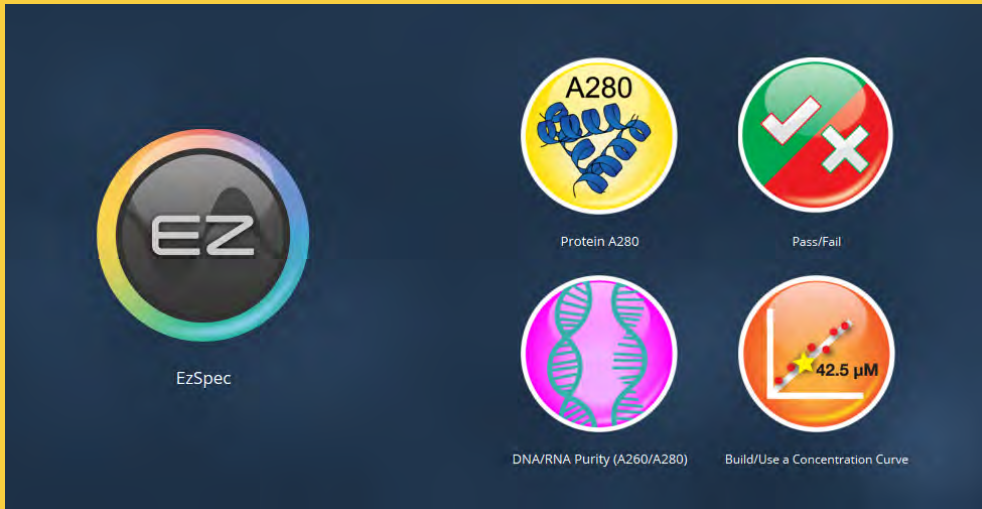 EZ
EzSpec
A280
Protein A280
Pass/Fail
DNA/RNA Purity (A260/A280)
42.5 µM
Build/Use a Concentration Curve